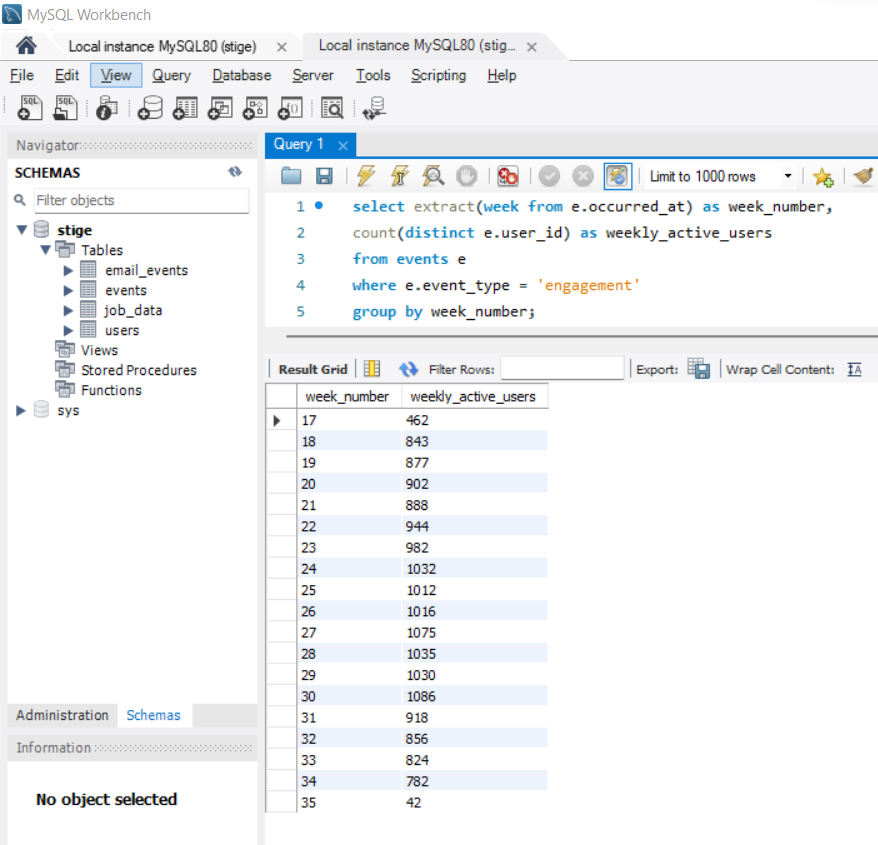 MySQL Workbench
Local instance MySQL80 (stige)
Local instance MySQL80 (stig...
File Edit View Query Database Server Tools Scripting Help
Navigator
SCHEMAS
Filter objects
stige
Tables
email_events
events
job_data
users
Views
Stored Procedures
Functions
sys
Administration Schemas
Information
No object selected
Query 1
Limit to 1000 rows
1 select extract(week from e.occurred_at) as week_number,
2 count(distinct e.user_id) as weekly_active_users
3 from events e
4 where e.event_type = 'engagement'
5 group by week_number;
Result Grid Filter Rows: Export: Wrap Cell Content:
week_number weekly_active_users
17 462
18 843
19 877
20 902
21 888
22 944
23 982
24 1032
25 1012
26 1016
27 1075
28 1035
29 1030
30 1086
31 918
32 856
33 824
34 782
35 42